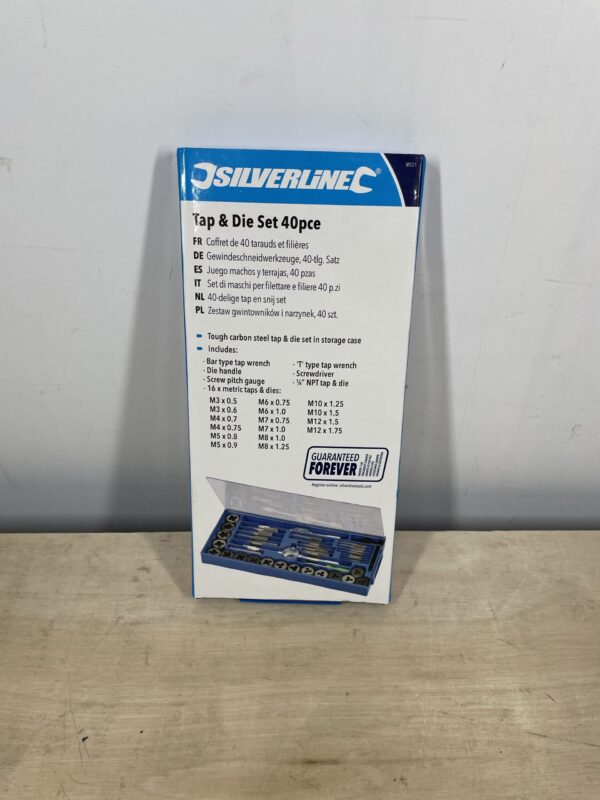 MS51
SILVERLINE®
Tap & Die Set 40pce
FR Coffret de 40 tarauds et filières
DE Gewindeschneidwerkzeuge, 40-tlg. Satz
ES Juego machos y terrajas, 40 pzas
IT Set di maschi per filettare e filiere 40 p.zi
NL 40-delige tap en snij set
PL Zestaw gwintowników i narzynek, 40 szt.
Tough carbon steel tap & die set in storage case
Includes:
- Bar type tap wrench
- Die handle
- Screw pitch gauge
- 16 x metric taps & dies:
- 'T' type tap wrench
- Screwdriver
- ⅛" NPT tap & die
M3 x 0.5
M3 x 0.6
M4 x 0.7
M4 x 0.75
M5 x 0.8
M5 x 0.9
M6 x 0.75
M6 x 1.0
M7 x 0.75
M7 x 1.0
M8 x 1.0
M8 x 1.25
M10 x 1.25
M10 x 1.5
M12 x 1.5
M12 x 1.75
GUARANTEED
FOREVER
Register online: silverlinetools.com